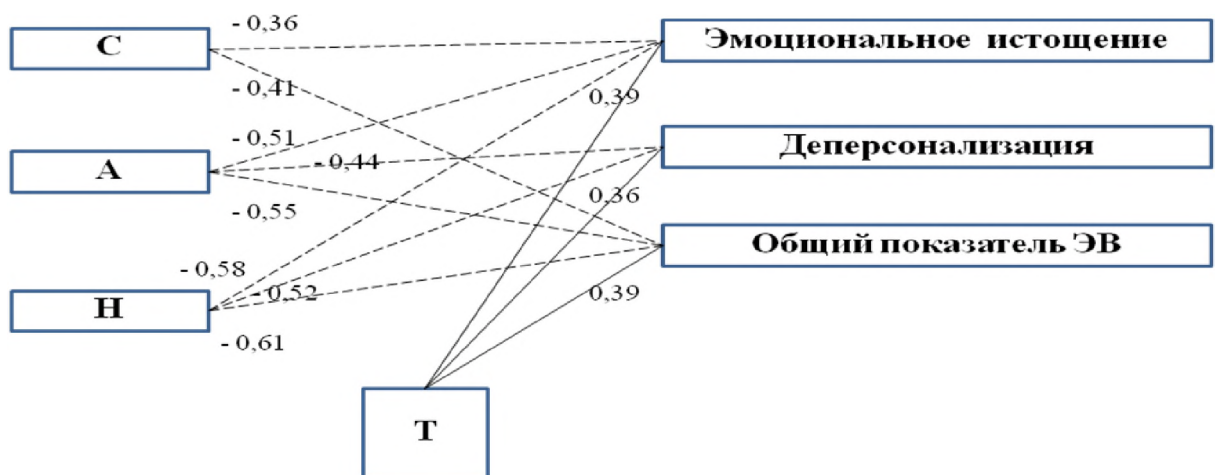 С
- 0,36
Эмоциональное истощение
- 0,41
0,39
- 0,51
Деперсонализация
А
- 0,44
- 0,55
0,36
Общий показатель ЭВ
- 0,58
- 0,52
0,39
Н
- 0,61
Т